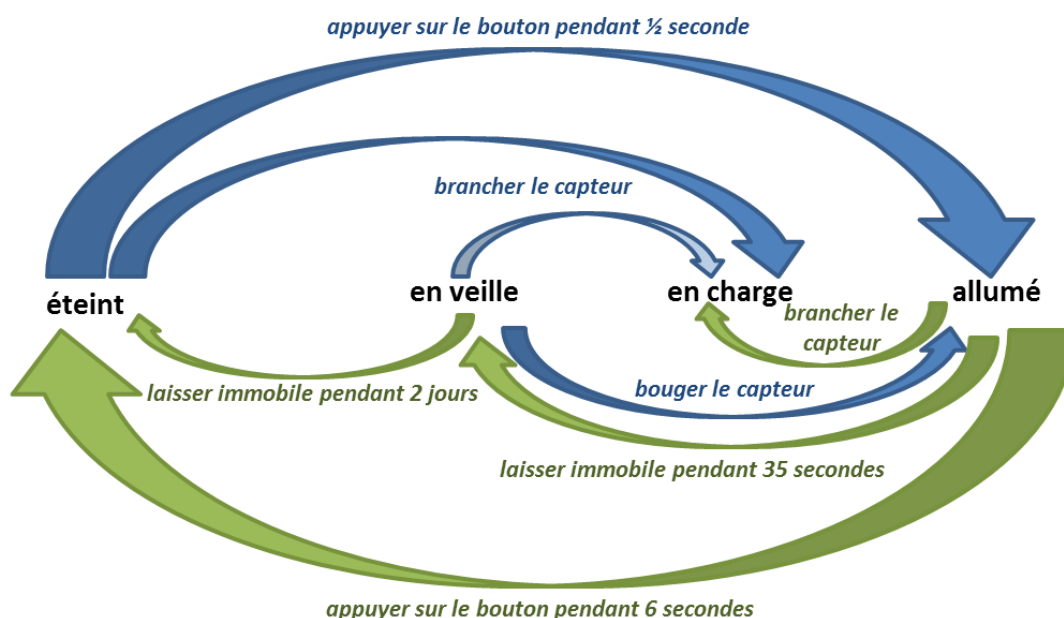 appuyer sur le bouton pendant ½ seconde
brancher le capteur
éteint
en veille
en charge
allumé
brancher le
capteur
laisser immobile pendant 2 jours
bouger le capteur
laisser immobile pendant 35 secondes
appuyer sur le bouton pendant 6 secondes